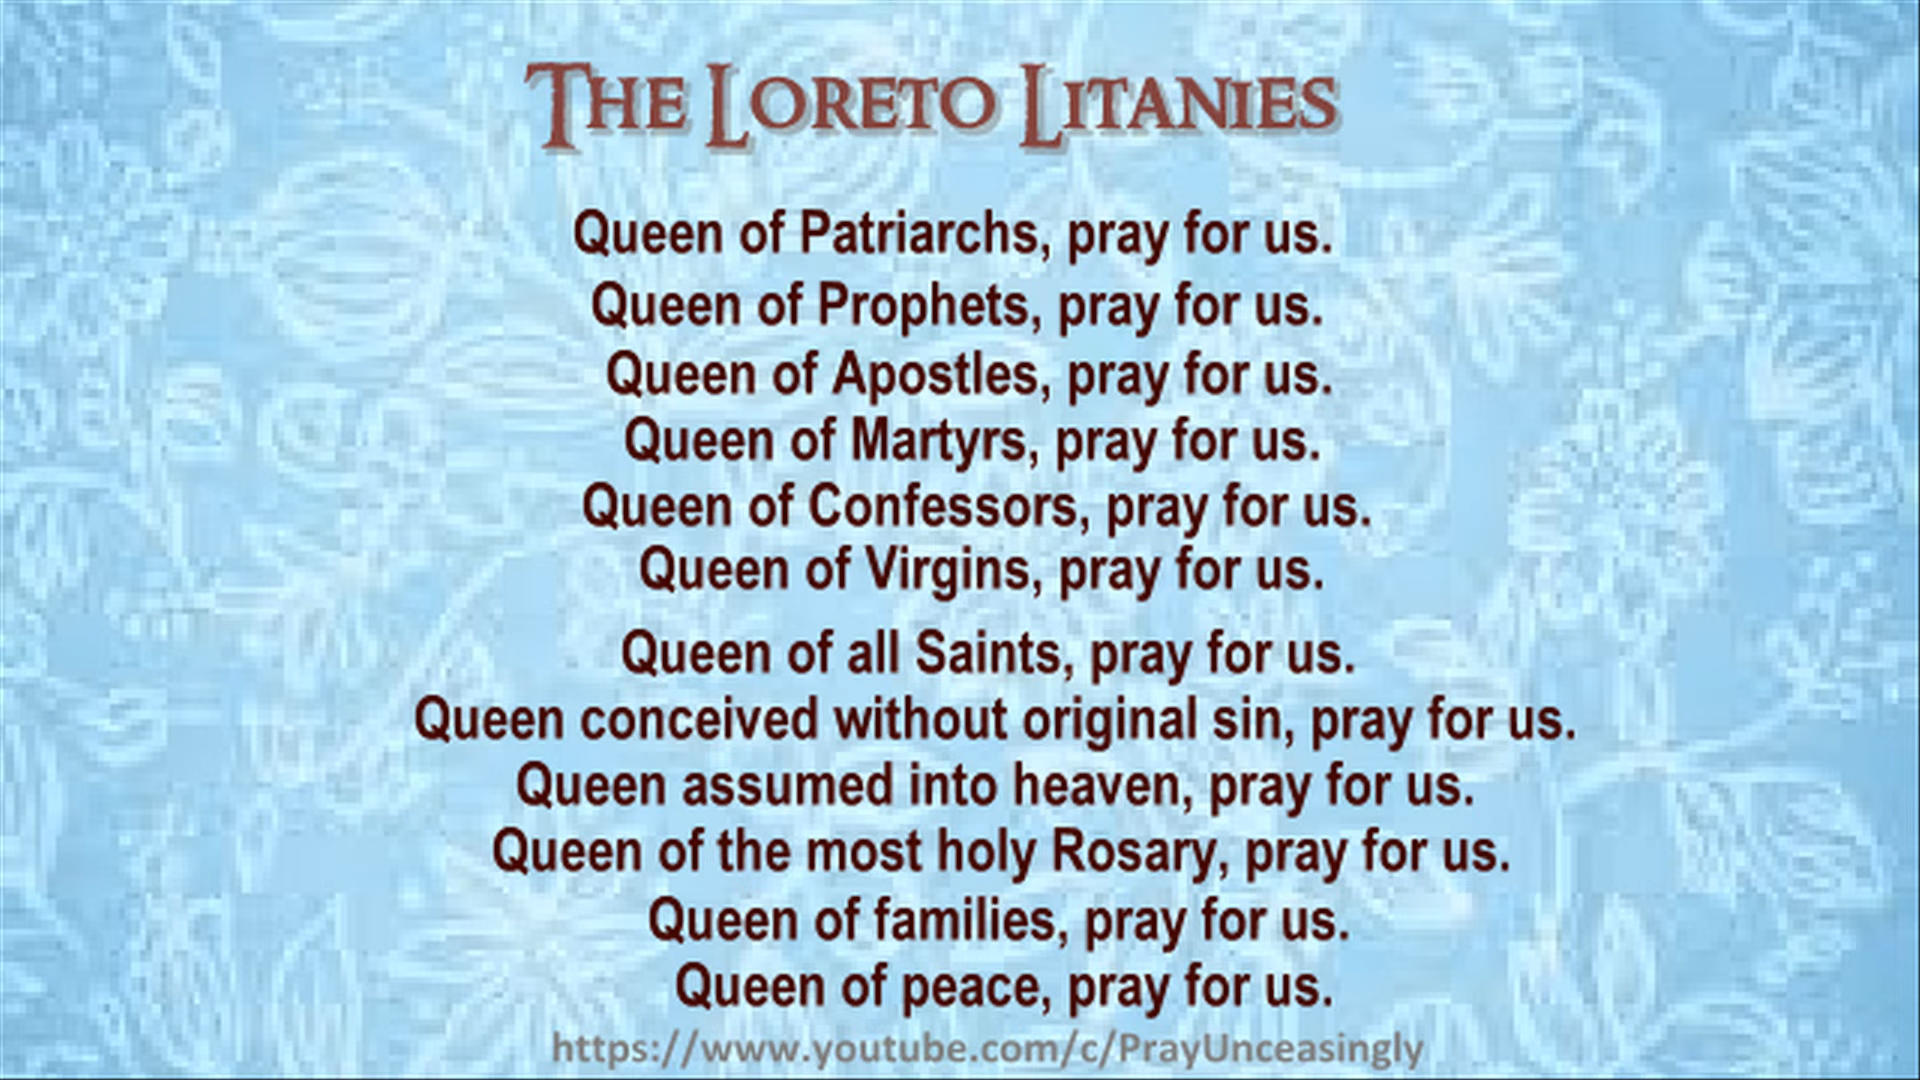 The Loreto Litanies
Queen of Patriarchs, pray for us.
Queen of Prophets, pray for us.
Queen of Apostles, pray for us.
Queen of Martyrs, pray for us.
Queen of Confessors, pray for us.
Queen of Virgins, pray for us.
Queen of all Saints, pray for us.
Queen conceived without original sin, pray for us.
Queen assumed into heaven, pray for us.
Queen of the most holy Rosary, pray for us.
Queen of families, pray for us.
Queen of peace, pray for us.
https://www.youtube.com/c/PrayUnceasingly